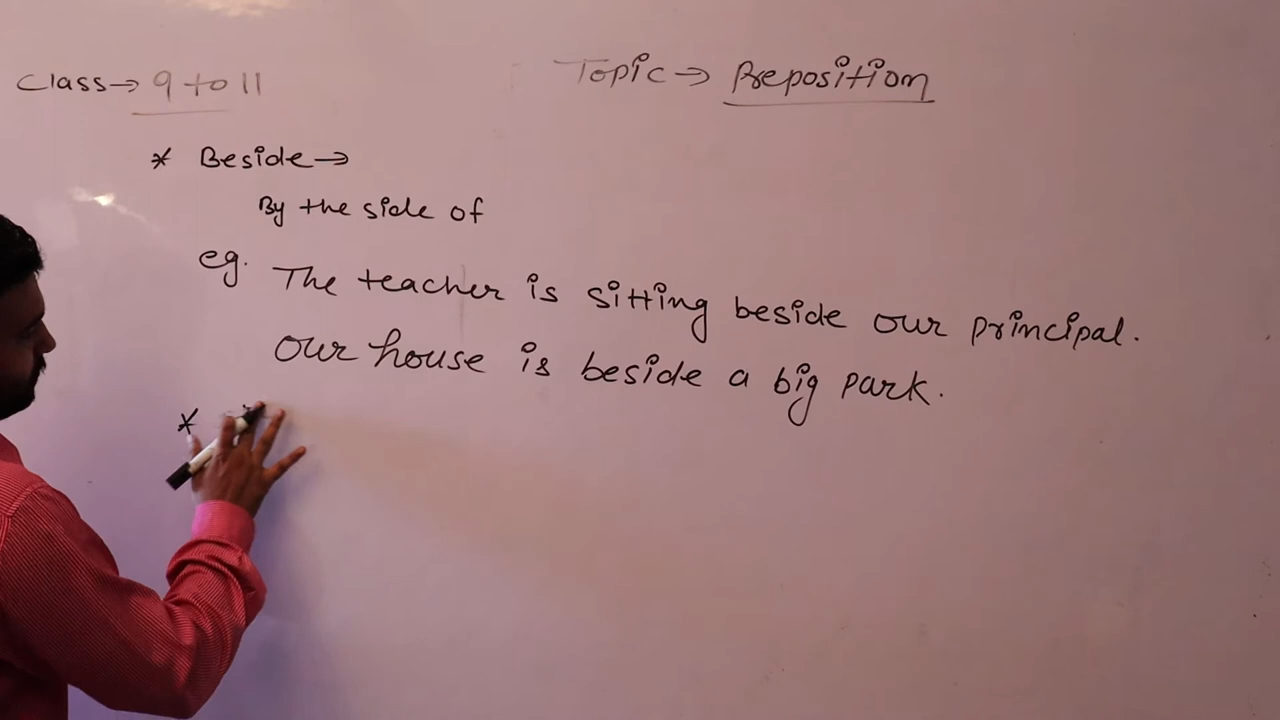 Class→ 9 to 11
Topic→ Preposition
* Beside→
By the side of
eg. The teacher is sitting beside our principal.
Our house is beside a big park.
*